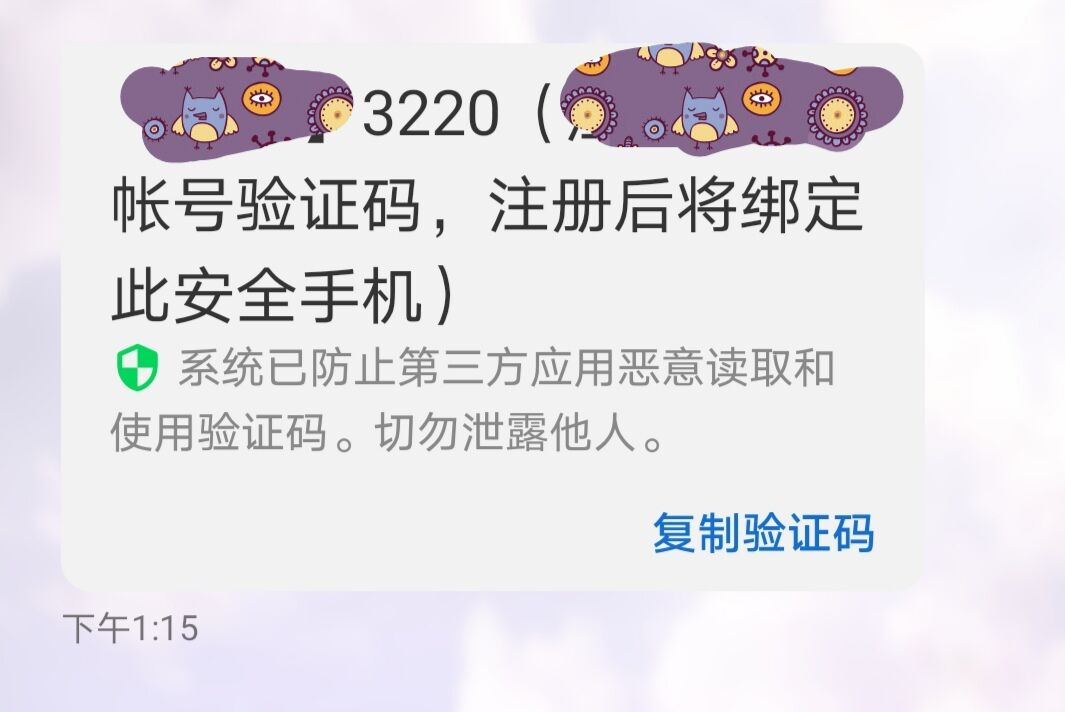 3220（
帐号验证码，注册后将绑定
此安全手机）
系统已防止第三方应用恶意读取和
使用验证码。切勿泄露他人。
复制验证码
下午1:15